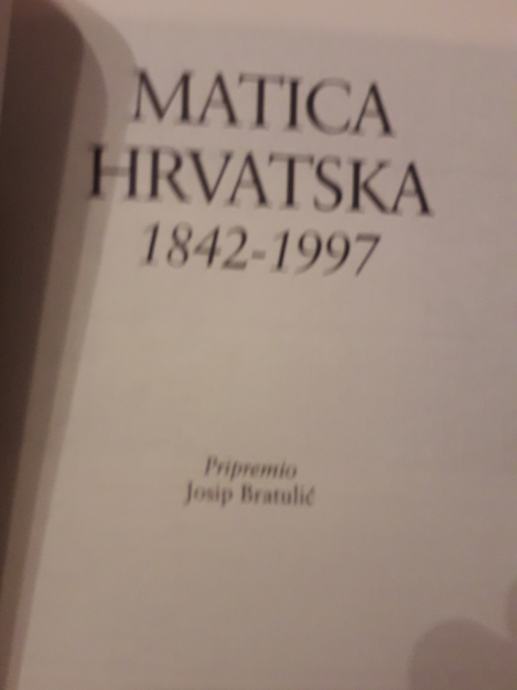 MATICA
HRVATSKA
1842-1997
Pripremio
Josip Bratulić